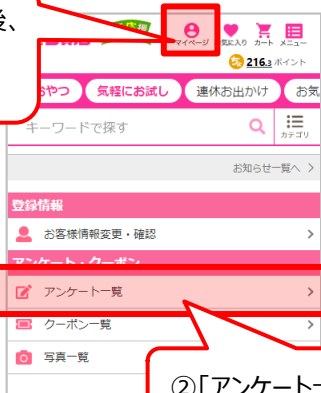 後、
応援
マイページ
気に入り
カート
メニュー
216.3 ポイント
おやつ
気軽にお試し
連休お出かけ
お気
キーワードで探す
カテゴリ
お知らせ一覧へ
登録情報
お客様情報変更・確認
アンケート・クーポン
アンケート一覧
クーポン一覧
写真一覧
②「アンケート一